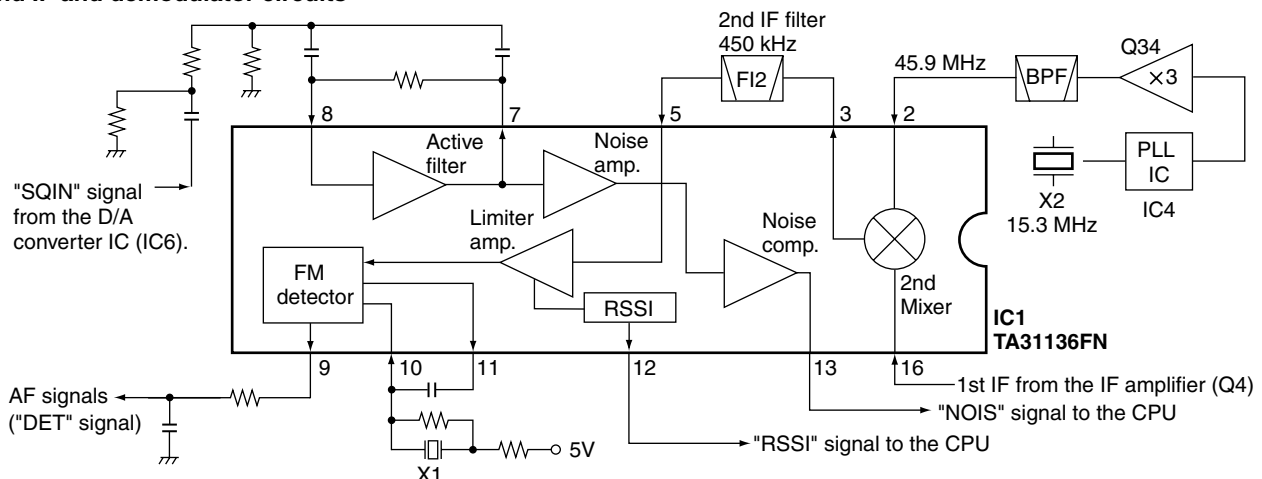 IF and demodulator circuits
2nd IF filter
450 kHz
FI2
45.9 MHz
BPF
Q34
×3
8
7
5
3
2
Active
filter
Noise
amp.
PLL
IC
IC4
X2
15.3 MHz
"SQIN" signal
from the D/A
converter IC (IC6).
Limiter
amp.
Noise
comp.
FM
detector
RSSI
2nd
Mixer
IC1
TA31136FN
9
10
11
12
13
16
AF signals
("DET" signal)
1st IF from the IF amplifier (Q4)
"NOIS" signal to the CPU
"RSSI" signal to the CPU
5V
X1